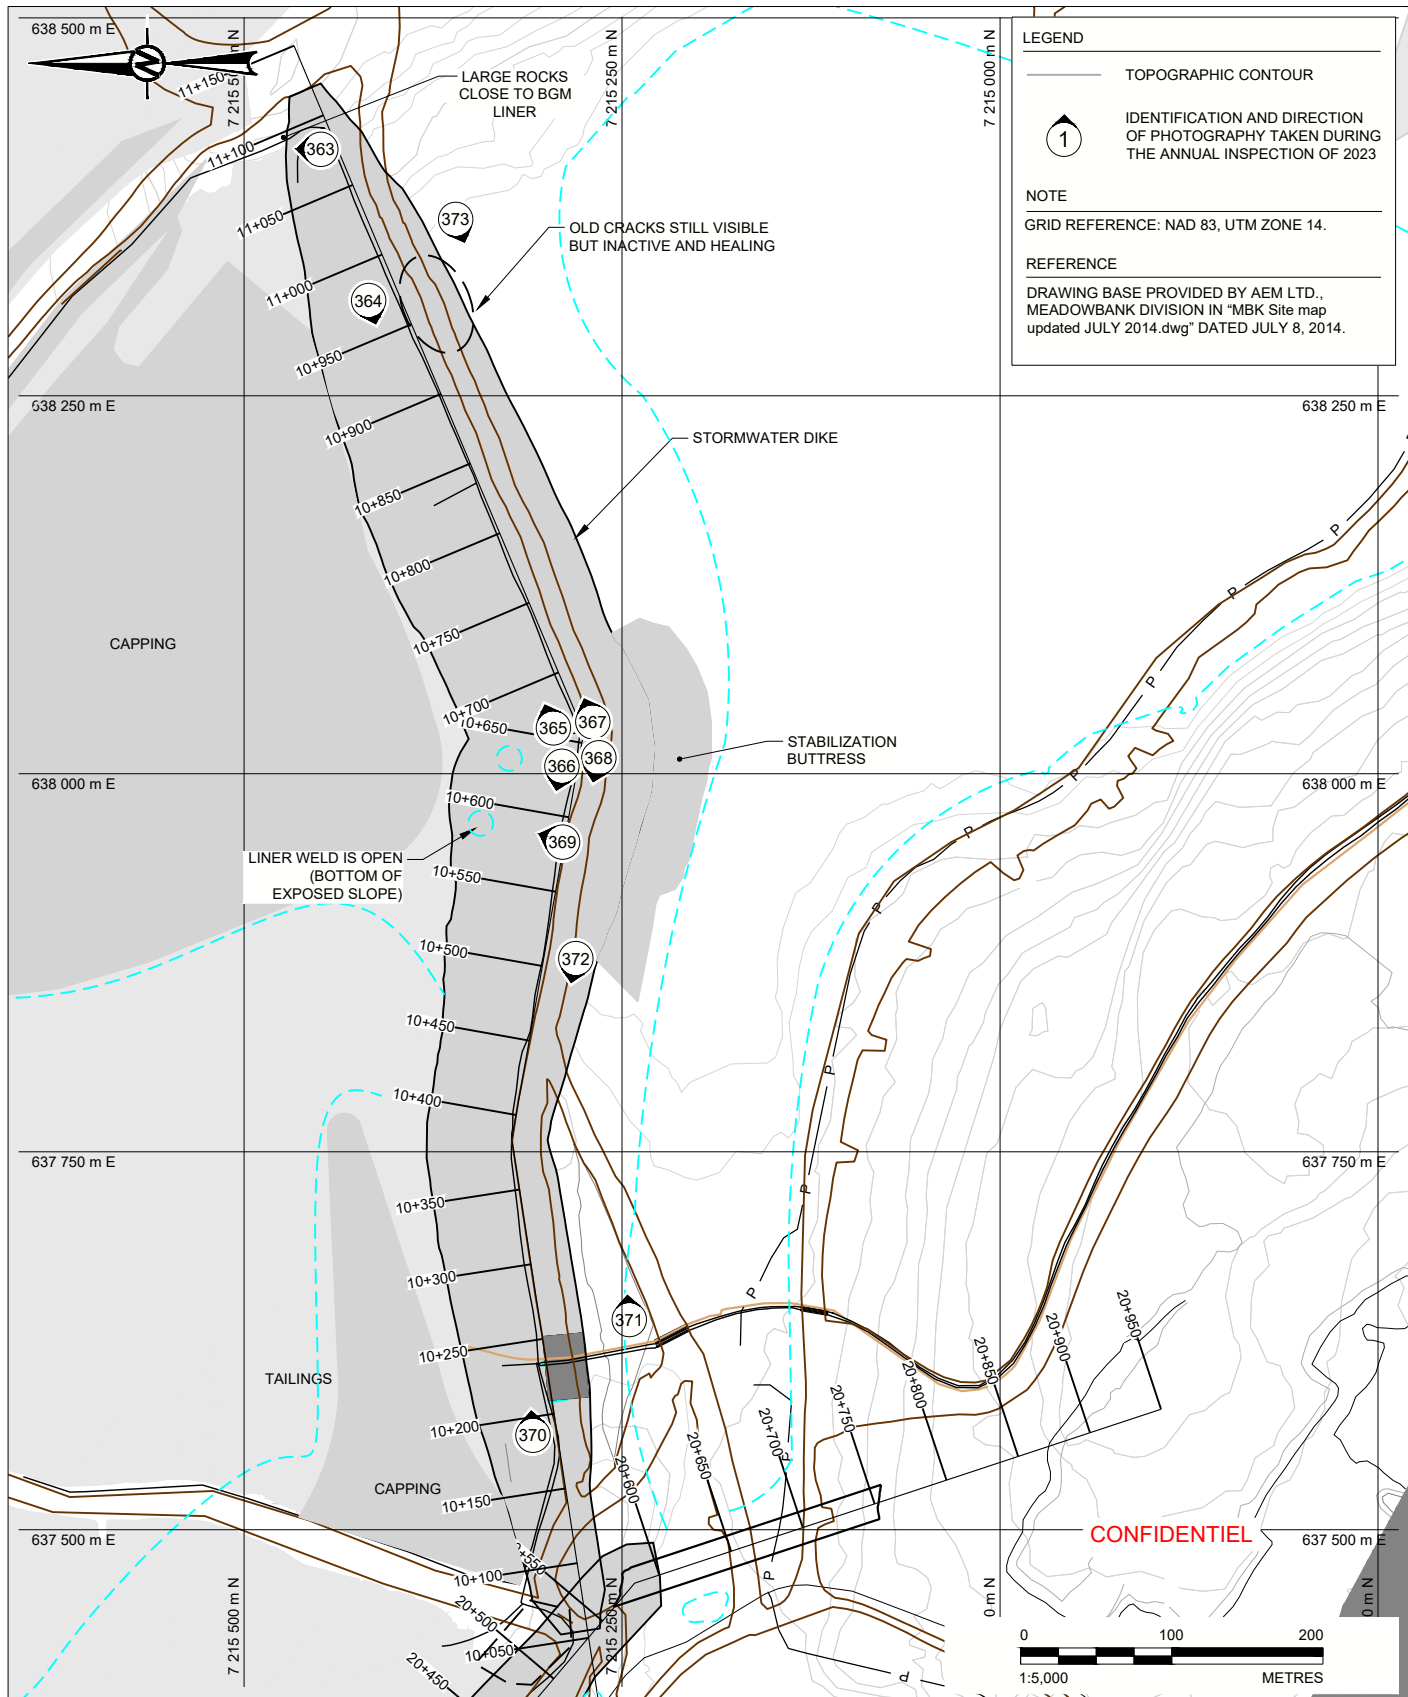 638 500 m E
7 215 250 m N
7 215 000 m N
N
LEGEND
TOPOGRAPHIC CONTOUR
1
IDENTIFICATION AND DIRECTION
OF PHOTOGRAPHY TAKEN DURING
THE ANNUAL INSPECTION OF 2023
NOTE
GRID REFERENCE: NAD 83, UTM ZONE 14.
REFERENCE
DRAWING BASE PROVIDED BY AEM LTD.,
MEADOWBANK DIVISION IN “MBK Site map
updated JULY 2014.dwg” DATED JULY 8, 2014.
11+150
LARGE ROCKS
CLOSE TO BGM
LINER
11+100
363
11+050
373
OLD CRACKS STILL VISIBLE
BUT INACTIVE AND HEALING
11+000
364
10+950
638 250 m E
638 250 m E
10+900
STORMWATER DIKE
10+850
P
10+800
P
CAPPING
10+750
P
10+700
10+650
365
367
STABILIZATION
BUTTRESS
366
368
638 000 m E
638 000 m E
P
10+600
P
369
LINER WELD IS OPEN
(BOTTOM OF
EXPOSED SLOPE)
10+550
P
10+500
372
10+450
P
10+400
637 750 m E
637 750 m E
10+350
P
10+300
P
371
20+950
20+900
10+250
20+850
TAILINGS
20+800
20+750
10+200
370
20+700
P
20+650
20+600
CAPPING
10+150
637 500 m E
CONFIDENTIEL
637 500 m E
+550
10+100
P
20+500
7 215 500 m N
7 215 250 m N
0 m N
0 m N
10+050
20+450
P
0
100
200
1:5,000
METRES